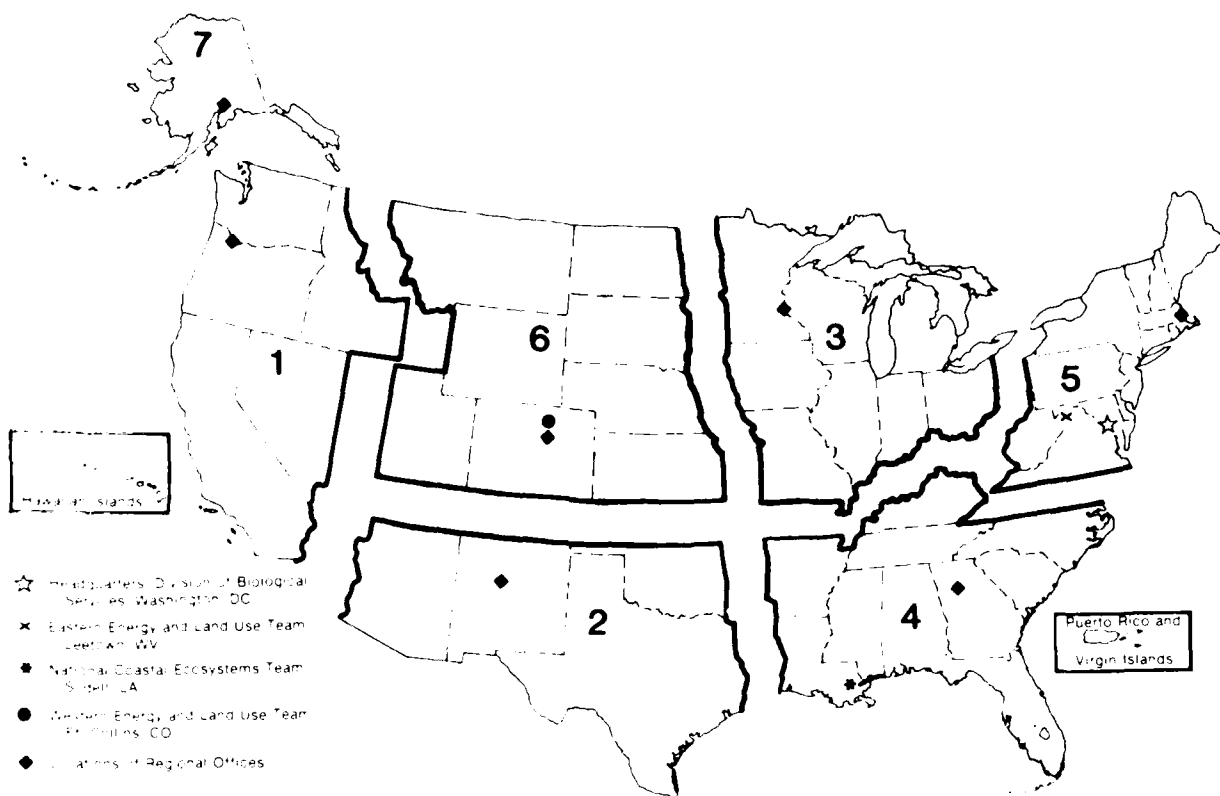 7
6
3
1
5
Hawaiian Islands
2
4
Puerto Rico and
Virgin Islands
Headquarters, Division of Biological
Services, Washington, DC
Eastern Energy and Land Use Team
Leetown, WV
National Coastal Ecosystems Team
Slidell, LA
Western Energy and Land Use Team
Ft. Collins, CO
Locations of Regional Offices